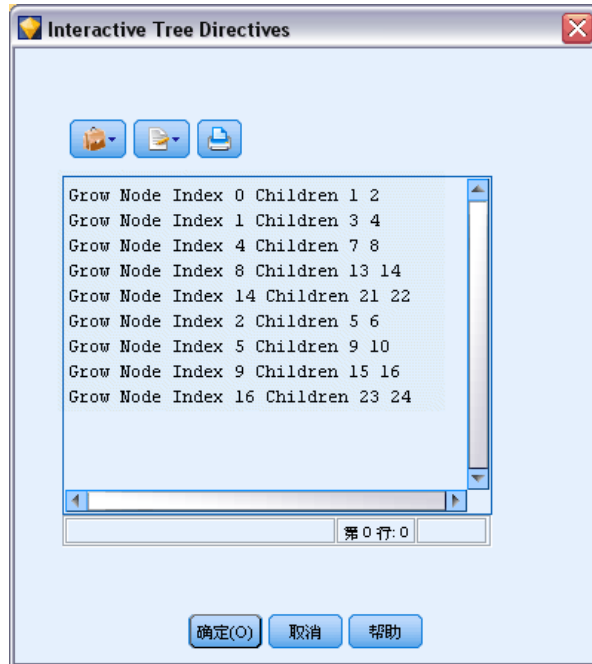 Interactive Tree Directives
Grow Node Index 0 Children 1 2
Grow Node Index 1 Children 3 4
Grow Node Index 4 Children 7 8
Grow Node Index 8 Children 13 14
Grow Node Index 14 Children 21 22
Grow Node Index 2 Children 5 6
Grow Node Index 5 Children 9 10
Grow Node Index 9 Children 15 16
Grow Node Index 16 Children 23 24
第 0 行: 0
确定(O) 取消 帮助